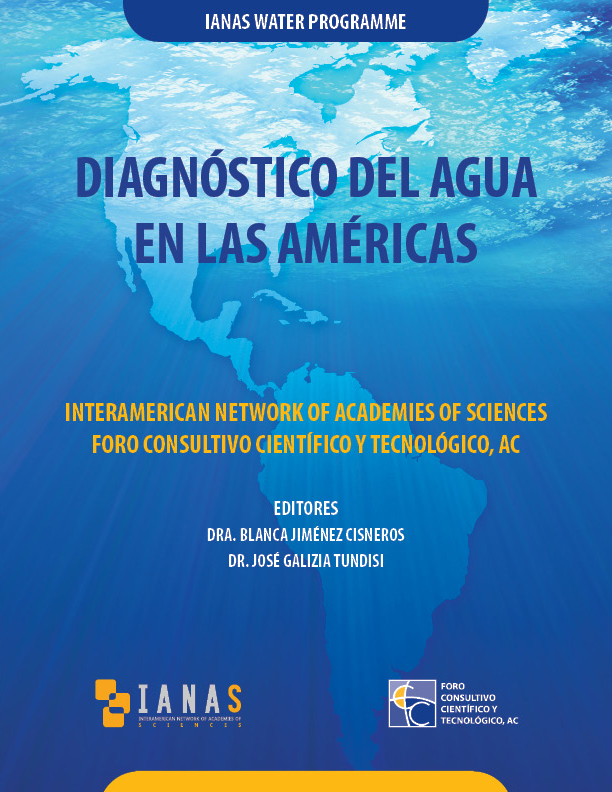 IANAS WATER PROGRAMME
DIAGNÓSTICO DEL AGUA
EN LAS AMÉRICAS
INTERAMERICAN NETWORK OF ACADEMIES OF SCIENCES
FORO CONSULTIVO CIENTÍFICO Y TECNOLÓGICO, AC
EDITORES
DRA. BLANCA JIMÉNEZ CISNEROS
DR. JOSÉ GALIZIA TUNDISI
IANAS
INTERAMERICAN NETWORK OF ACADEMIES OF
SCIENCES
FORO
CONSULTIVO
CIENTÍFICO Y
TECNOLÓGICO, AC